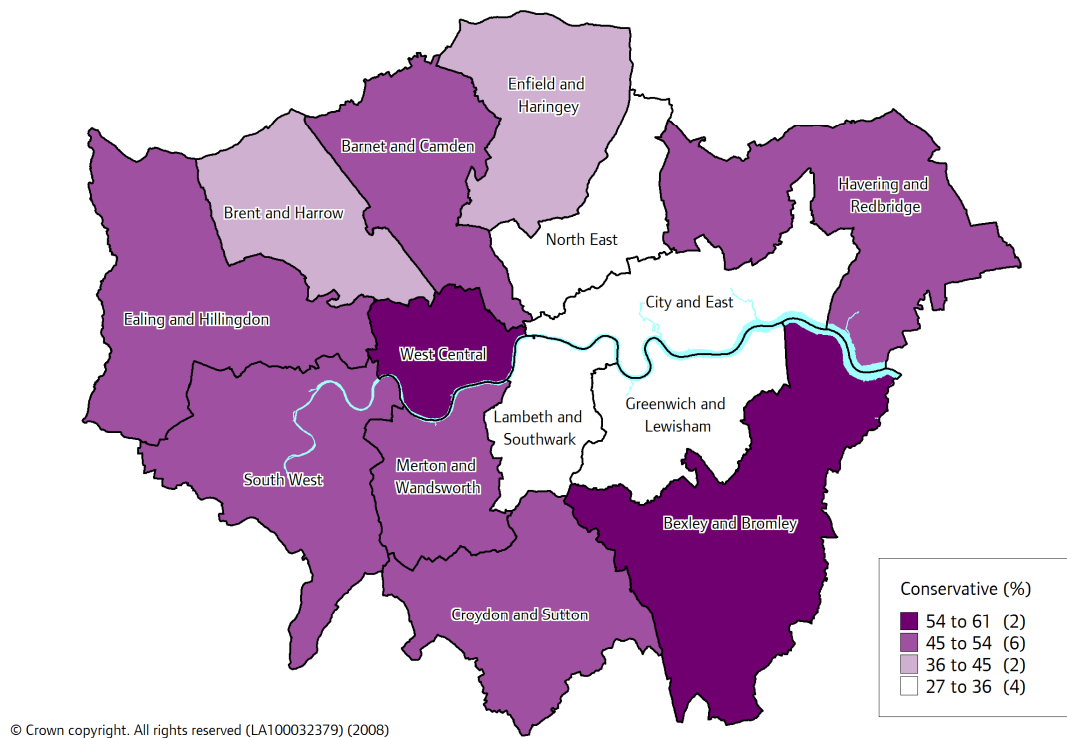 Enfield and
Haringey
Barnet and Camden
Havering and
Redbridge
Brent and Harrow
North East
City and East
Ealing and Hillingdon
West Central
Greenwich and
Lewisham
Lambeth and
Southwark
Merton and
Wandsworth
South West
Bexley and Bromley
Croydon and Sutton
Conservative (%)
54 to 61 (2)
45 to 54 (6)
36 to 45 (2)
27 to 36 (4)
© Crown copyright. All rights reserved (LA100032379) (2008)